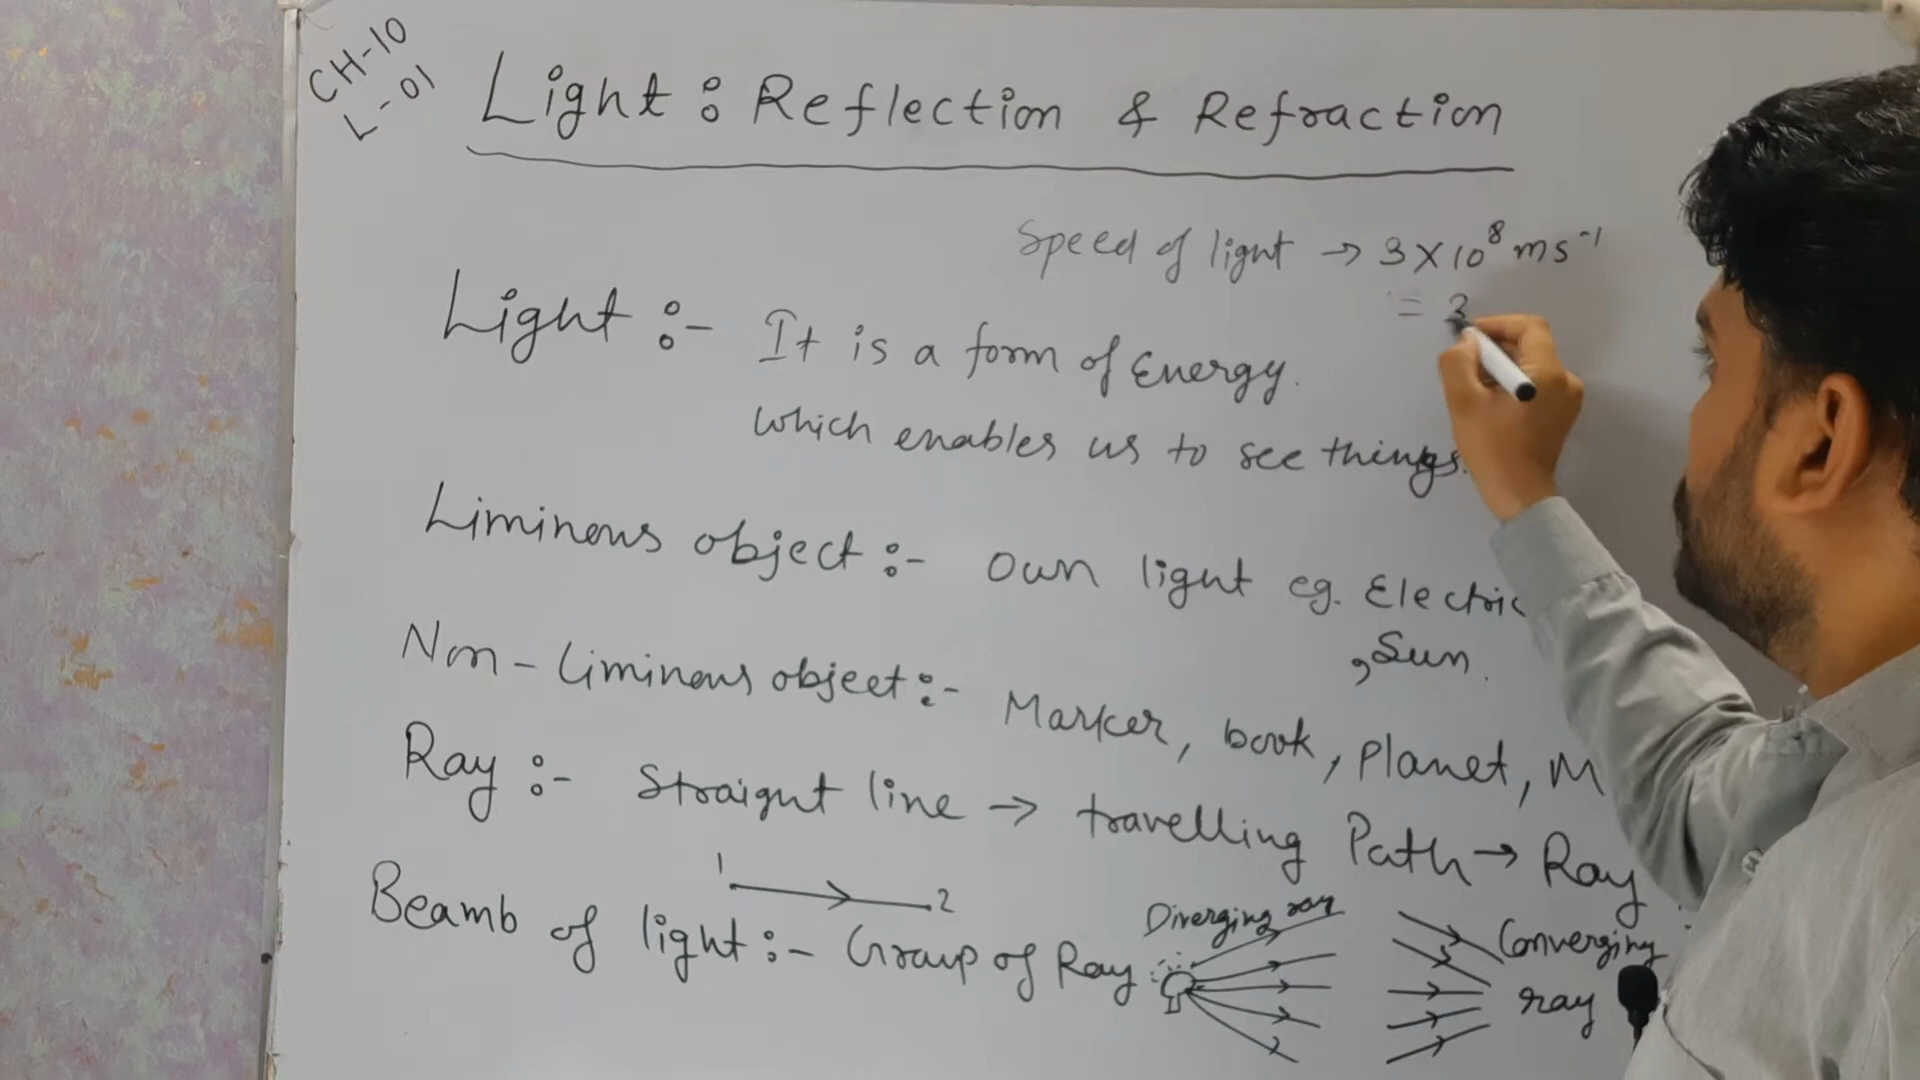 CH-10
L-01
Light : Reflection & Refraction
Speed of light → 3×10⁸ ms⁻¹
= 3
Light :- It is a form of Energy.
which enables us to see things.
Liminous object :- Own light eg. Electric
, Sun.
Non-Liminous object :- Marker, book, Planet, M
Ray :- Straight line → travelling Path → Ray
1 2
Beamb of light :- Group of Ray
Diverging ray
Converging
ray